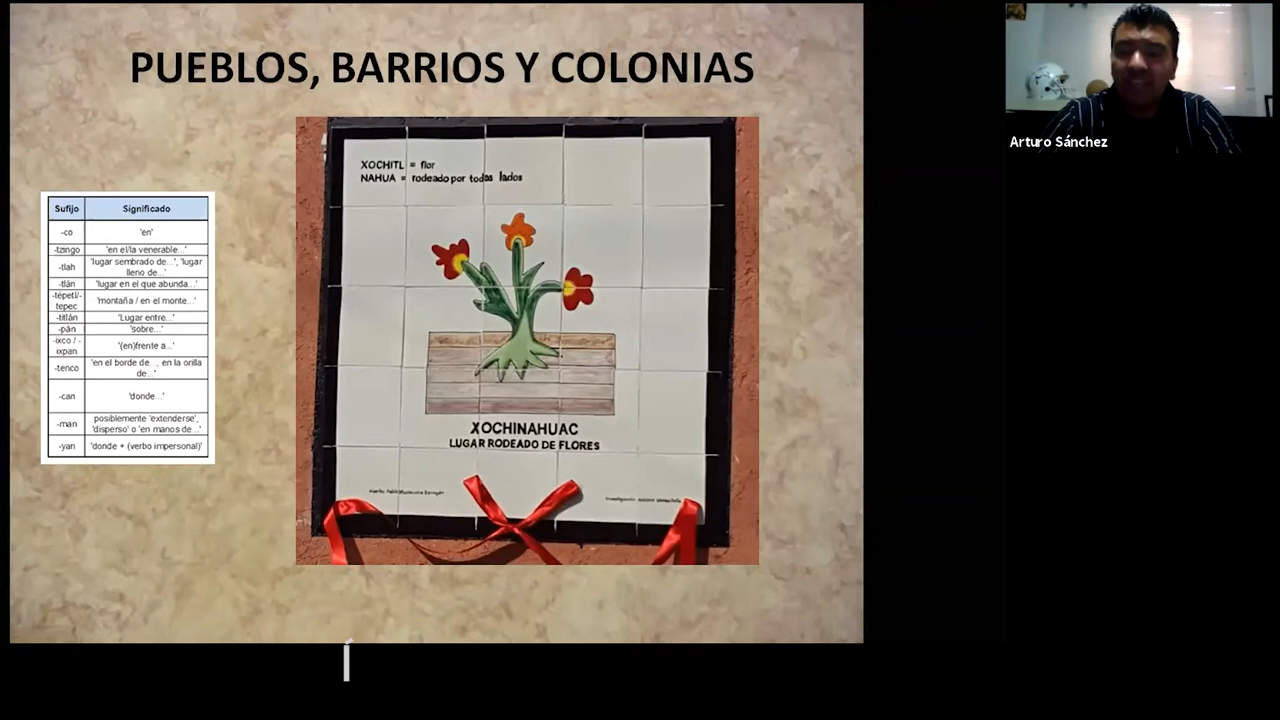 PUEBLOS, BARRIOS Y COLONIAS
Arturo Sánchez
Sufijo Significado
-co 'en'
-tzingo 'en el/la venerable...'
-tlah 'lugar sembrado de...', 'lugar
lleno de...'
-tlán 'lugar en el que abunda...'
-tépetl/-
tepec 'montaña / en el monte...'
-titlán 'Lugar entre...'
-pán 'sobre...'
-ixco / -
ixpan '(en)frente a...'
-tenco 'en el borde de..., en la orilla
de...'
-can 'donde...'
-man posiblemente 'extenderse',
'disperso' o 'en manos de...'
-yan 'donde + (verbo impersonal)'
XOCHITL = flor
NAHUA = rodeado por todos lados
XOCHINAHUAC
LUGAR RODEADO DE FLORES
Í